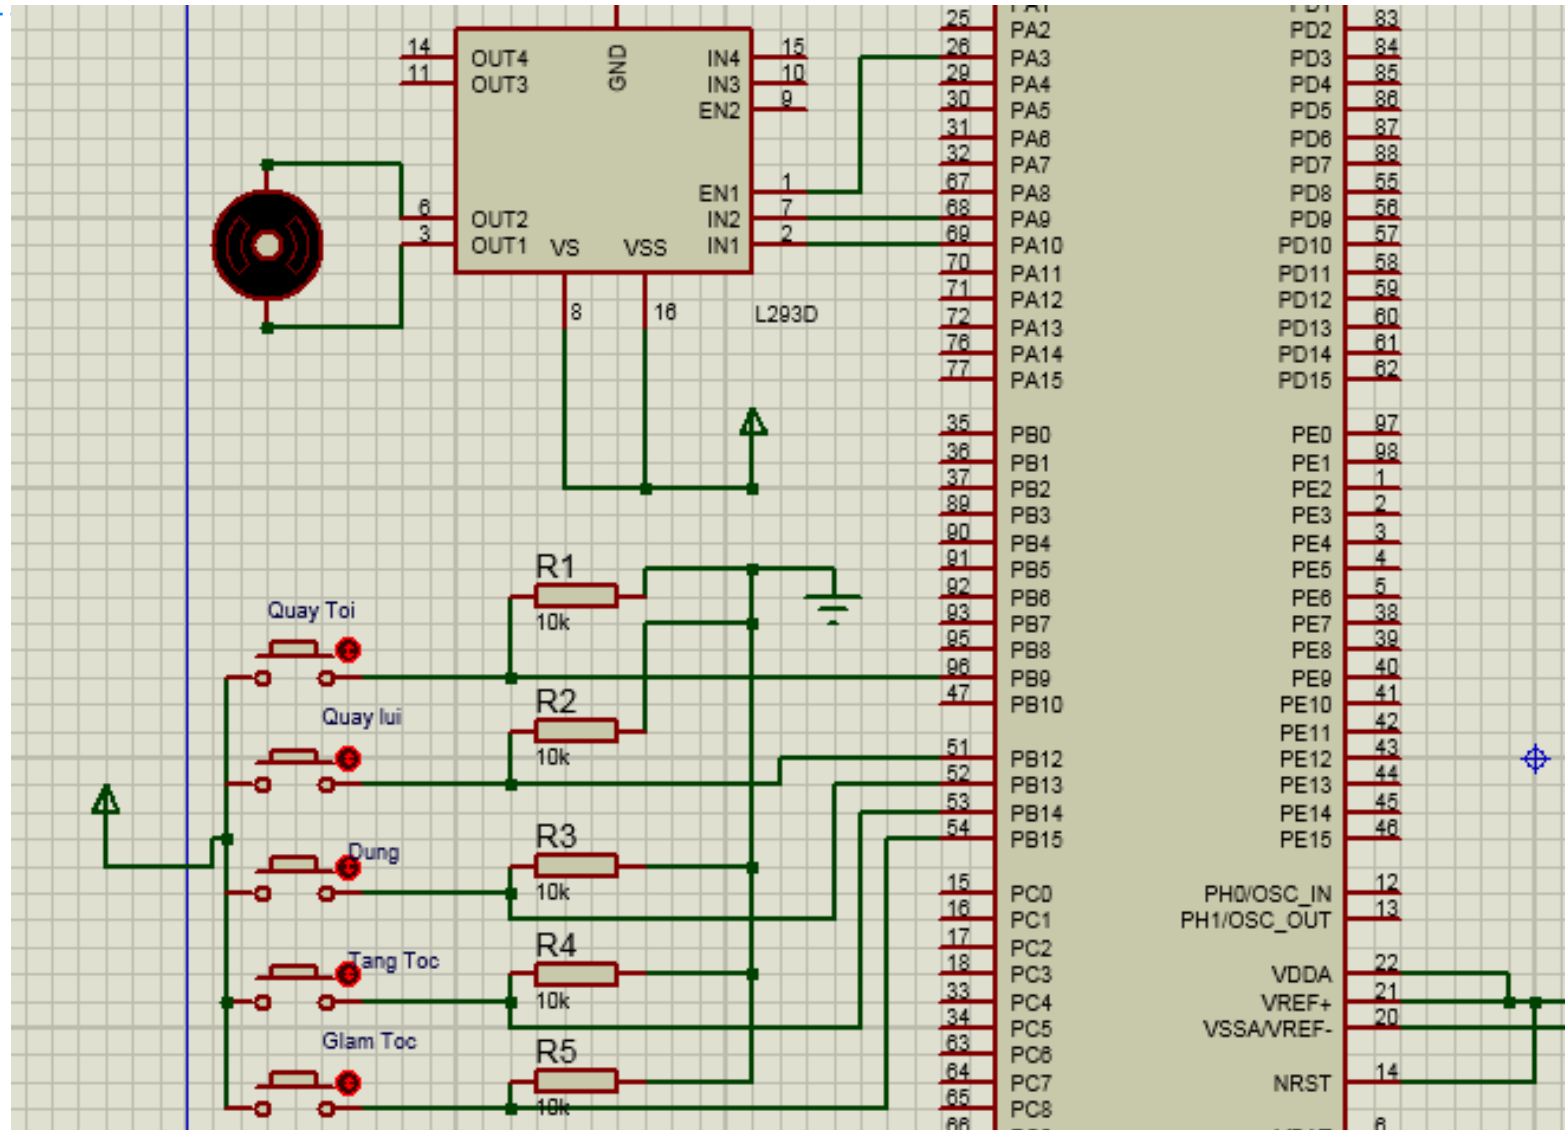 14
11
OUT4
OUT3
GND
IN4
IN3
EN2
15
10
9
6
3
OUT2
OUT1
VS
VSS
EN1
IN2
IN1
1
7
2
8
16
L293D
25 PA2
26 PA3
29 PA4
30 PA5
31 PA6
32 PA7
67 PA8
68 PA9
69 PA10
70 PA11
71 PA12
72 PA13
76 PA14
77 PA15
35 PB0
36 PB1
37 PB2
89 PB3
90 PB4
91 PB5
92 PB6
93 PB7
95 PB8
96 PB9
47 PB10
51 PB12
52 PB13
53 PB14
54 PB15
15 PC0
16 PC1
17 PC2
18 PC3
33 PC4
34 PC5
63 PC6
64 PC7
65 PC8
66
PD2 83
PD3 84
PD4 85
PD5 86
PD6 87
PD7 88
PD8 55
PD9 56
PD10 57
PD11 58
PD12 59
PD13 60
PD14 61
PD15 62
PE0 97
PE1 98
PE2 1
PE3 2
PE4 3
PE5 4
PE6 5
PE7 38
PE8 39
PE9 40
PE10 41
PE11 42
PE12 43
PE13 44
PE14 45
PE15 46
PH0/OSC_IN 12
PH1/OSC_OUT 13
VDDA 22
VREF+ 21
VSSA/VREF- 20
NRST 14
6
R1
10k
Quay Toi
R2
10k
Quay lui
R3
10k
Dung
R4
10k
Tang Toc
R5
10k
GIam Toc